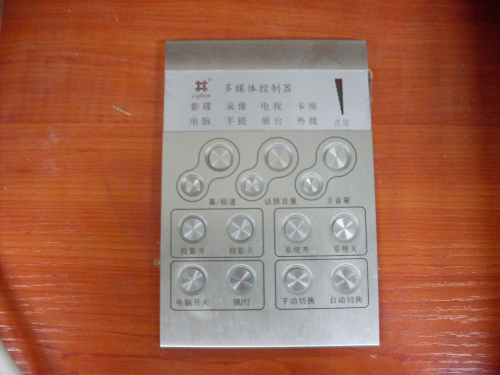 多媒体控制器
影碟 录像 电视 卡座
电脑 手提 展台 外接 音量
幕/频道 话筒音量 主音量
投影开 投影关 系统开 系统关
电脑开关 锁/灯 手动切换 自动切换